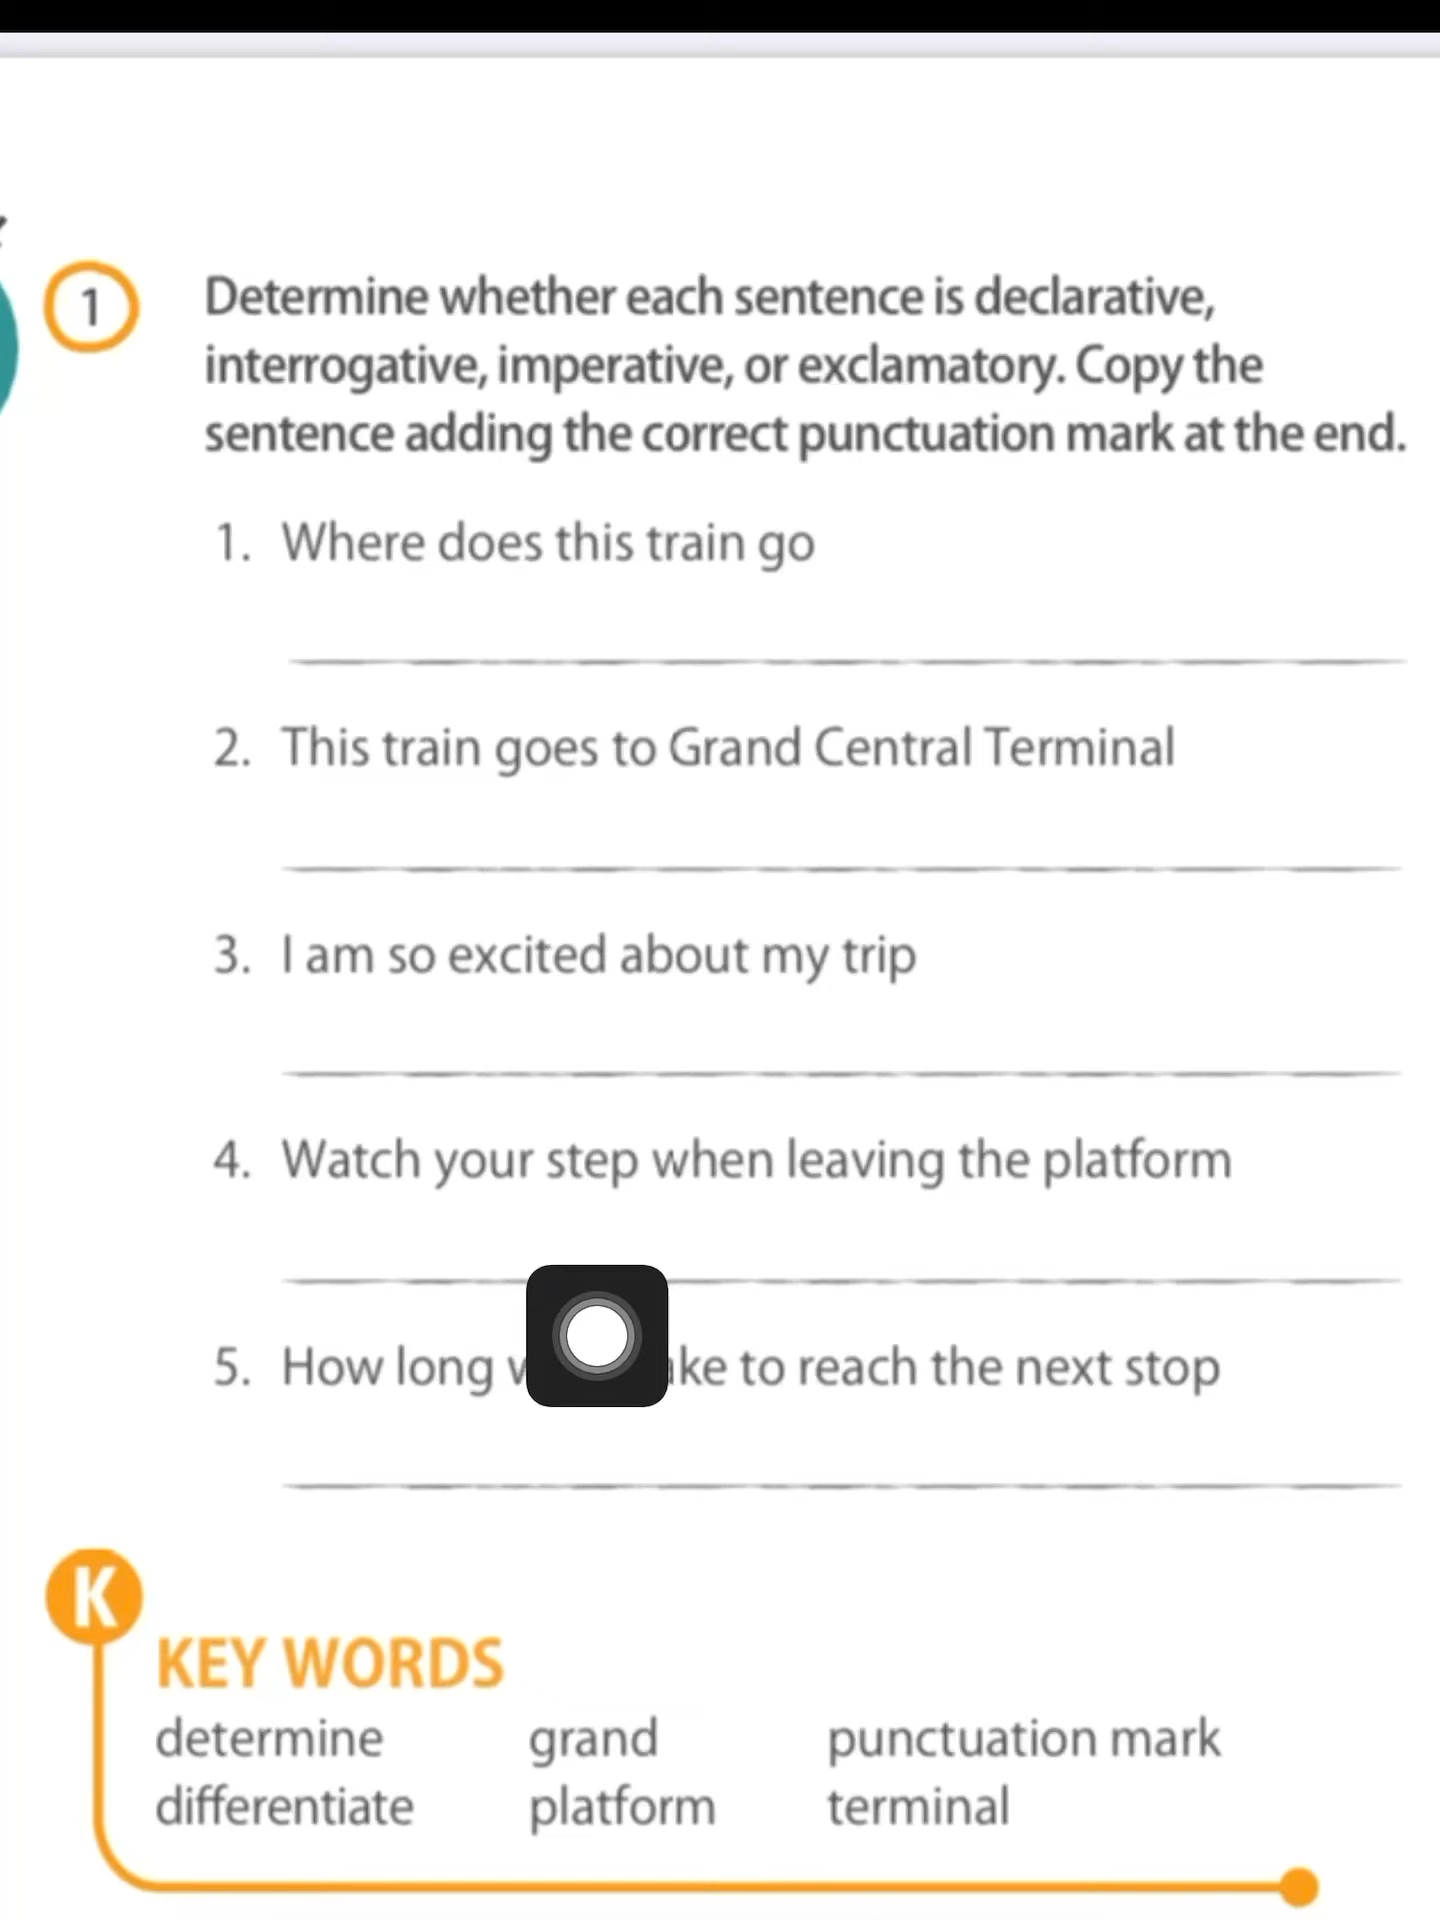 1
Determine whether each sentence is declarative,
interrogative, imperative, or exclamatory. Copy the
sentence adding the correct punctuation mark at the end.
1. Where does this train go
2. This train goes to Grand Central Terminal
3. I am so excited about my trip
4. Watch your step when leaving the platform
5. How long to reach the next stop
K
KEY WORDS
determine grand punctuation mark
differentiate platform terminal